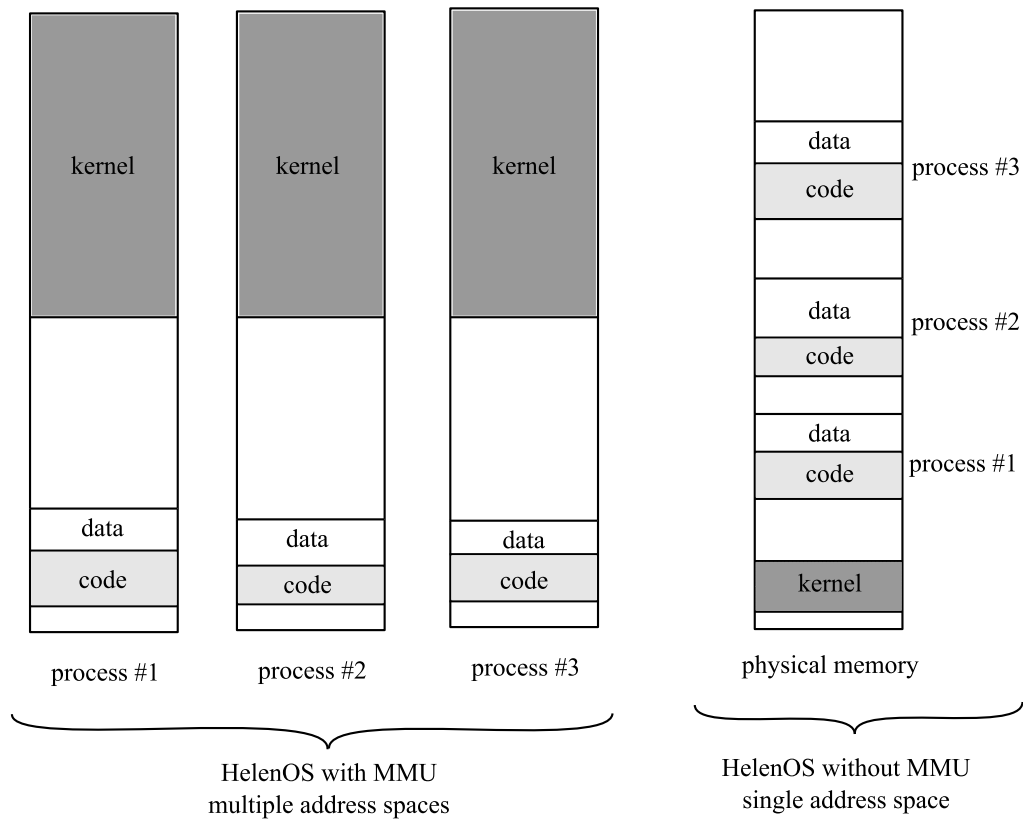 kernel
data
code
process #1
kernel
data
code
process #2
kernel
data
code
process #3
HelenOS with MMU
multiple address spaces
data
code
process #3
data
code
process #2
data
code
process #1
kernel
physical memory
HelenOS without MMU
single address space